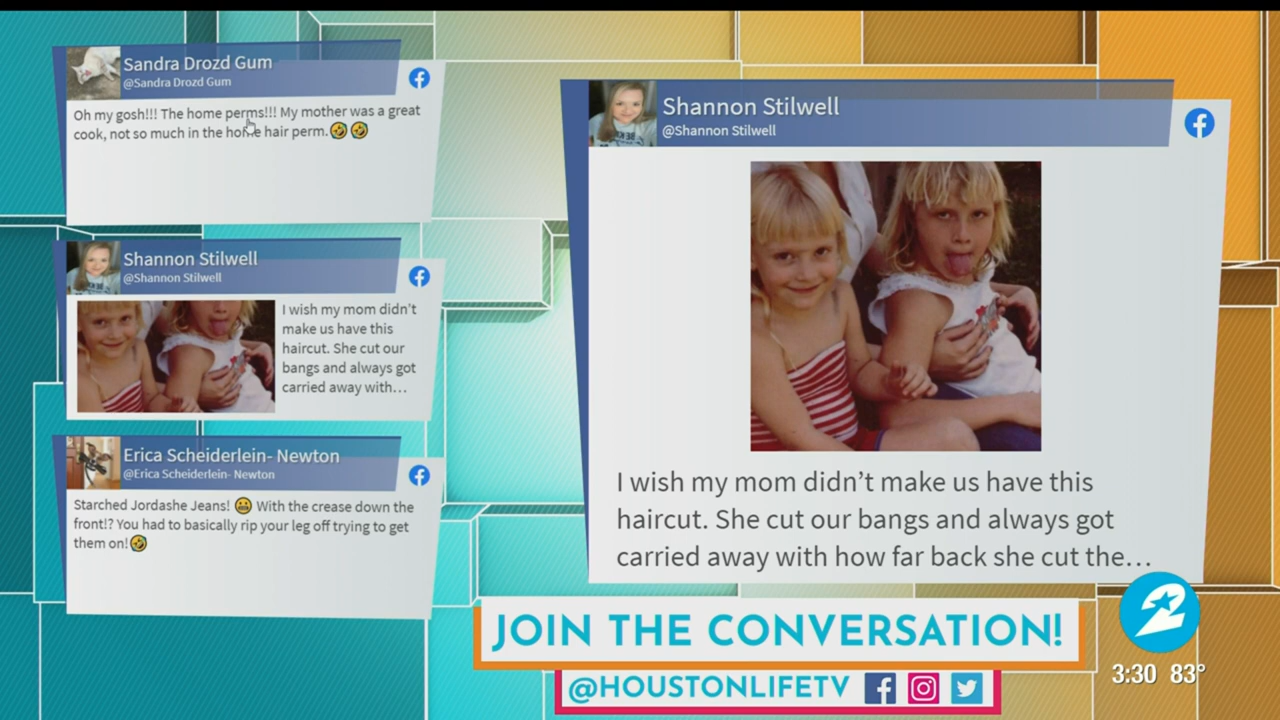 Sandra Drozd Gum
@Sandra Drozd Gum
Oh my gosh!!! The home perms!!! My mother was a great
cook, not so much in the home hair perm. 🤣 🤣
Shannon Stilwell
@Shannon Stilwell
I wish my mom didn't
make us have this
haircut. She cut our
bangs and always got
carried away with…
Erica Scheiderlein- Newton
@Erica Scheiderlein- Newton
Starched Jordashe Jeans! 😬 With the crease down the
front!? You had to basically rip your leg off trying to get
them on!🤣
Shannon Stilwell
@Shannon Stilwell
I wish my mom didn't make us have this
haircut. She cut our bangs and always got
carried away with how far back she cut the…
JOIN THE CONVERSATION!
@HOUSTONLIFETV
2
3:30 83°